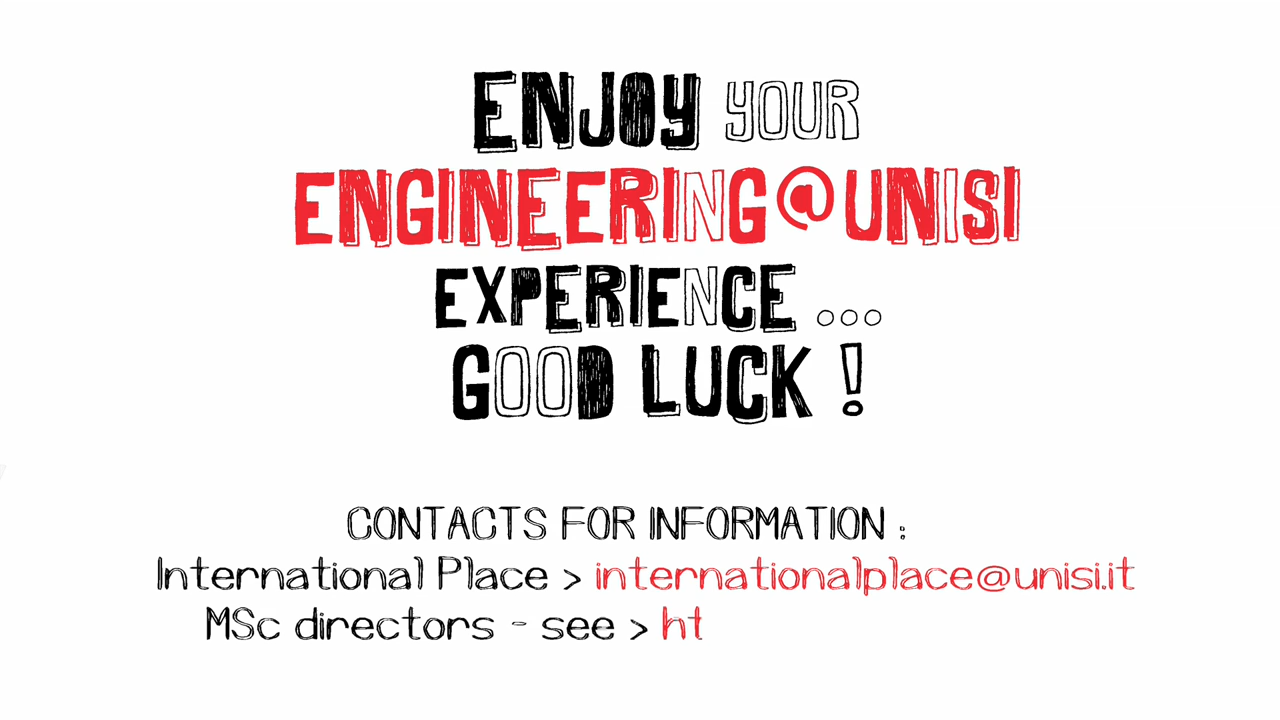 ENJOY YOUR
ENGINEERING@UNISI
EXPERIENCE ...
GOOD LUCK !
CONTACTS FOR INFORMATION :
International Place > internationalplace@unisi.it
MSc directors - see > ht